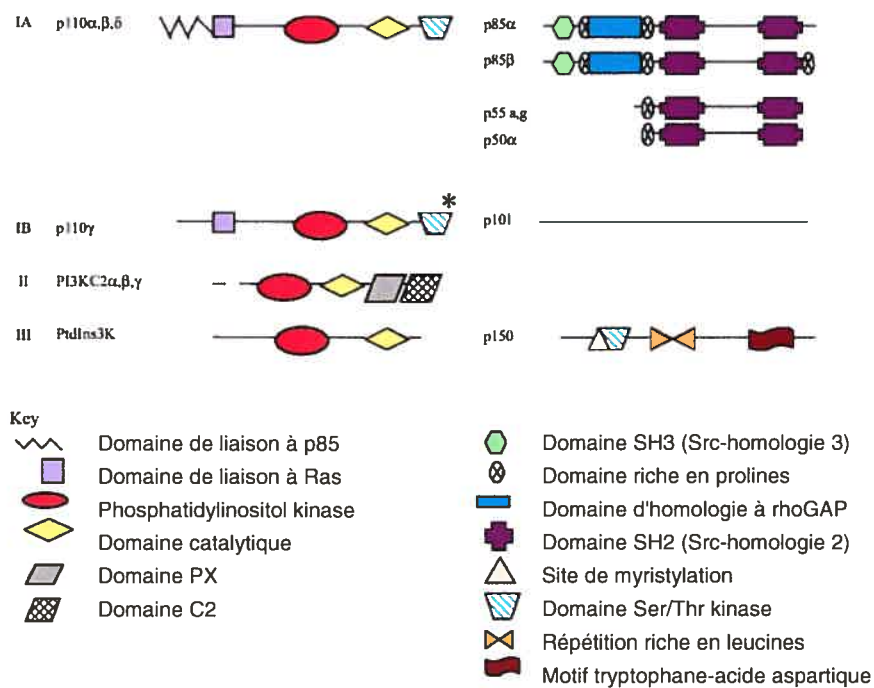 IA p110α,β,δ p85α
p85β
p55 a,g
p50α
*
IB p110γ p101
II PI3KC2α,β,γ
III PtdIns3K p150
Key
Domaine de liaison à p85
Domaine de liaison à Ras
Phosphatidylinositol kinase
Domaine catalytique
Domaine PX
Domaine C2
Domaine SH3 (Src-homologie 3)
Domaine riche en prolines
Domaine d'homologie à rhoGAP
Domaine SH2 (Src-homologie 2)
Site de myristylation
Domaine Ser/Thr kinase
Répétition riche en leucines
Motif tryptophane-acide aspartique